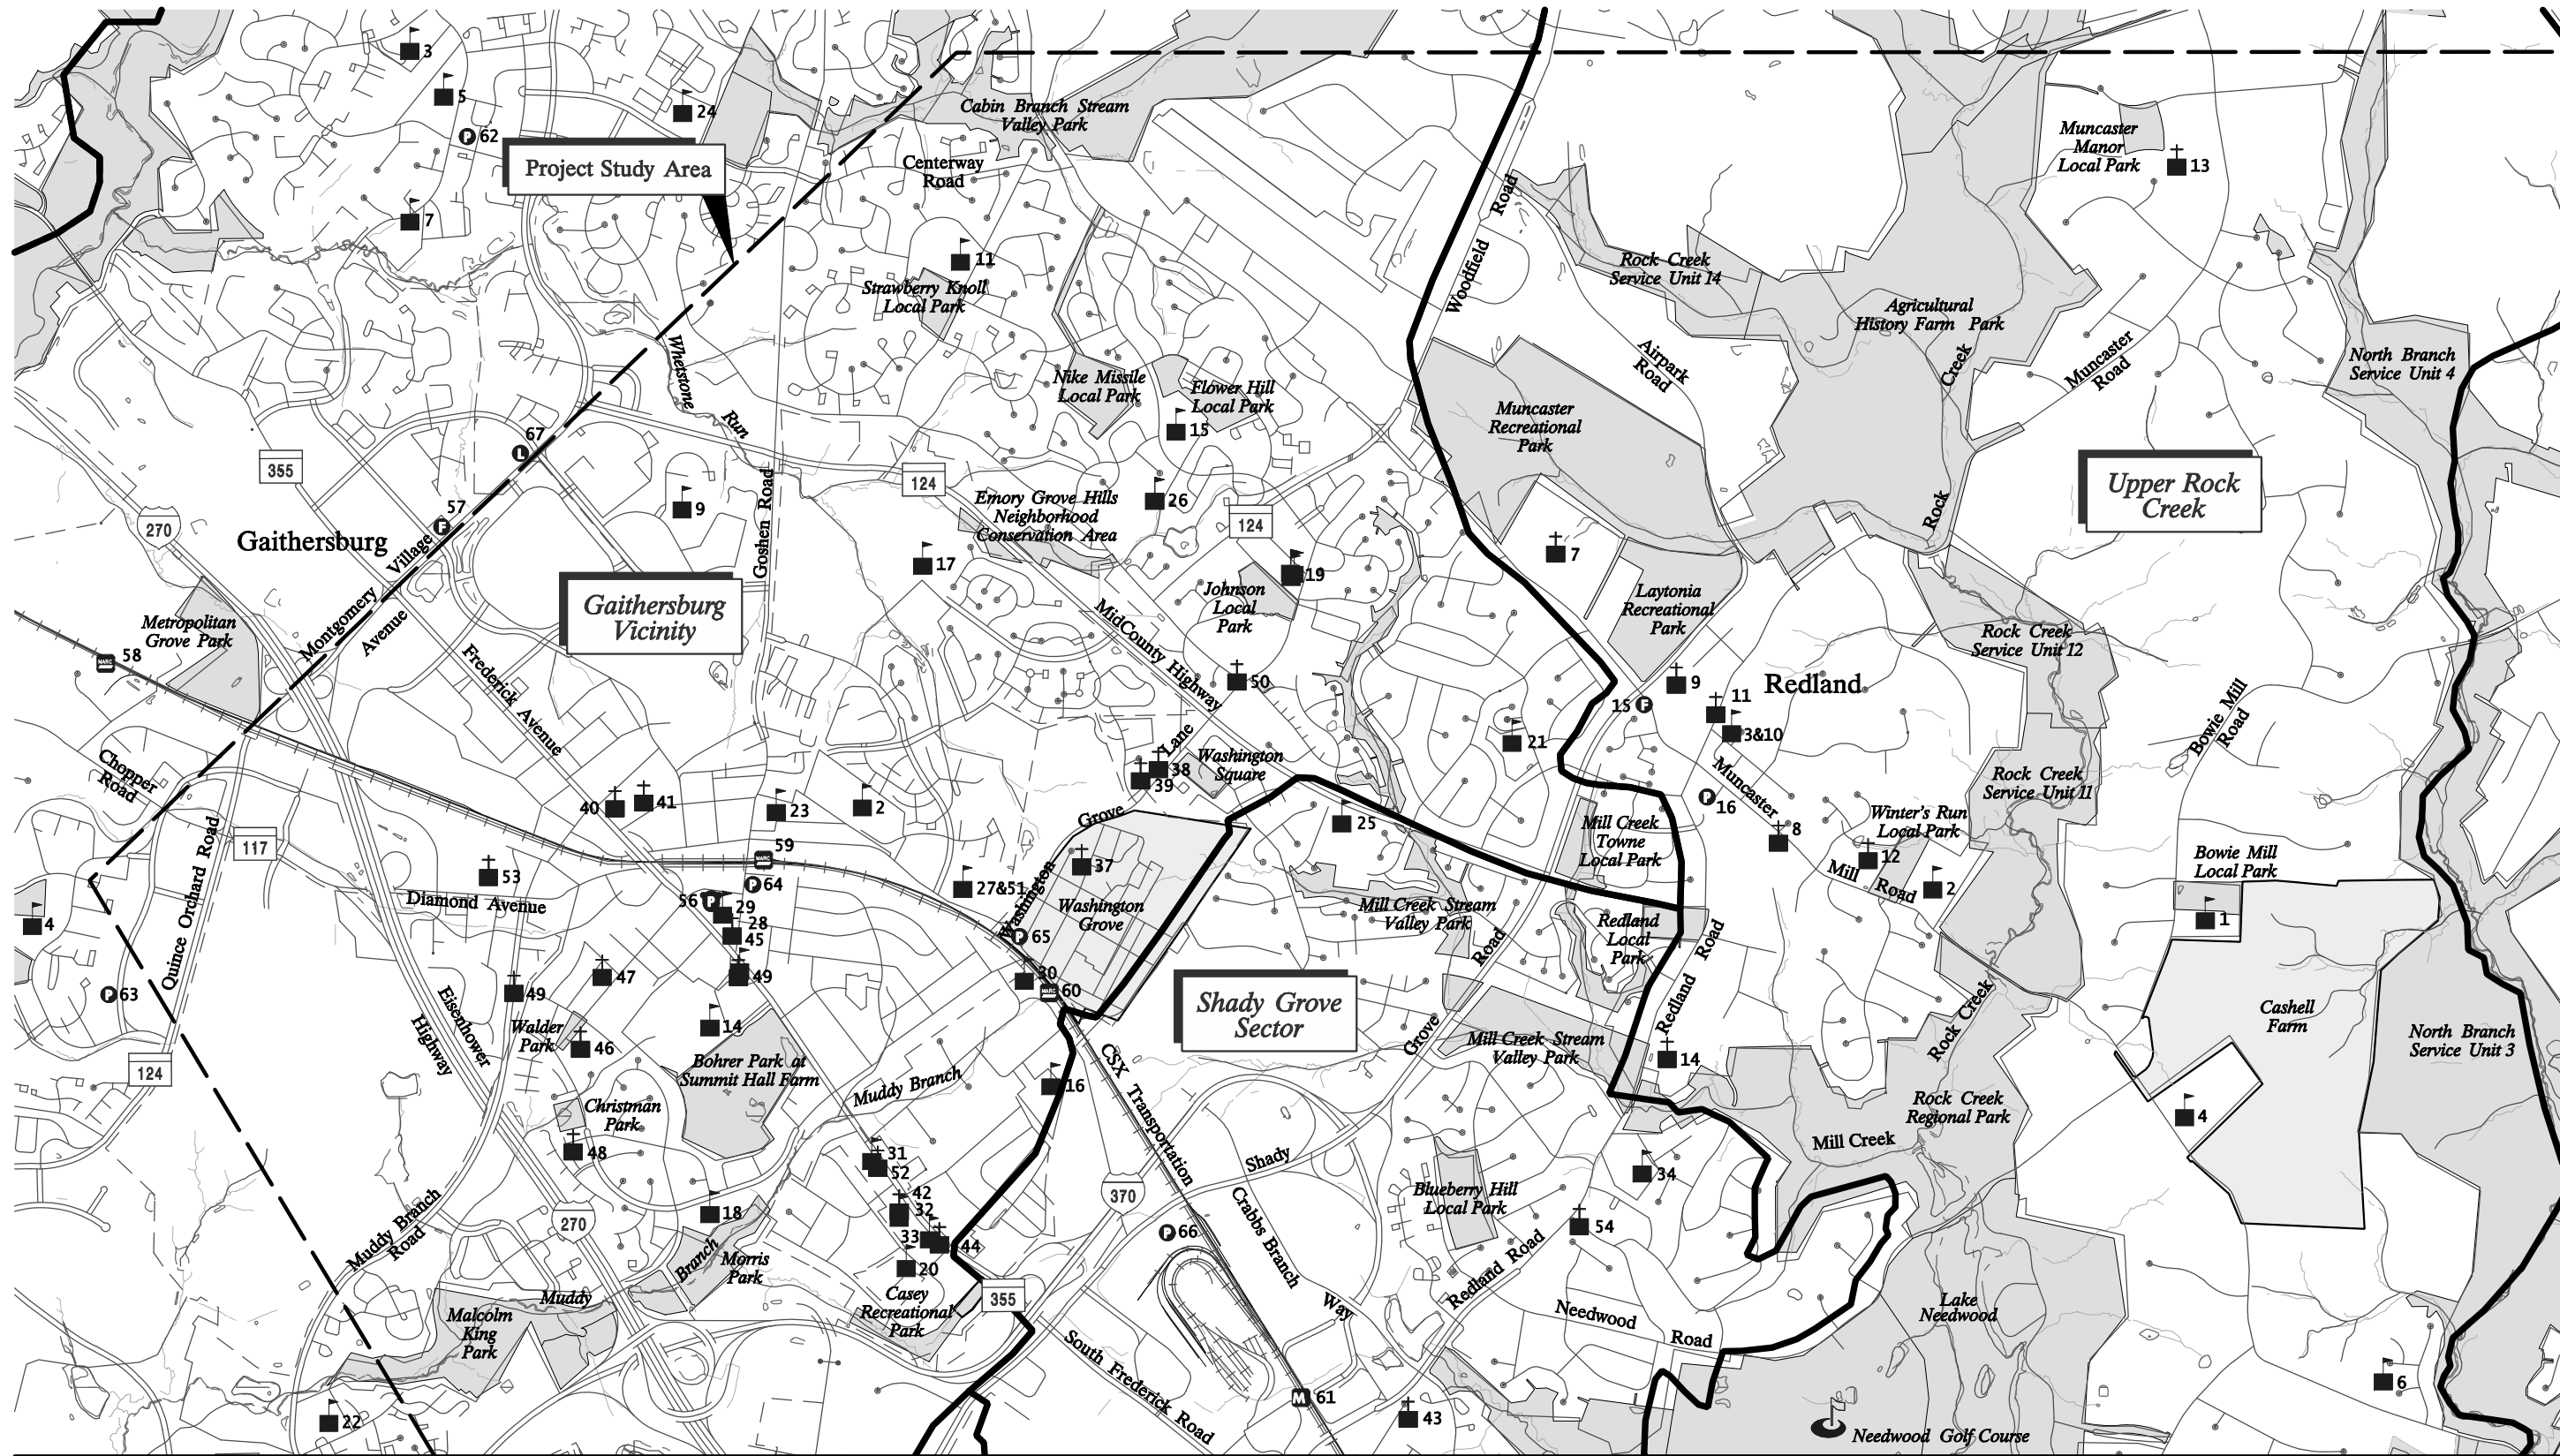 3
5
P 62
24
Project Study Area
7
Cabin Branch Stream
Valley Park
Centerway
Road
11
Strawberry Knoll
Local Park
Whetstone
Run
Nike Missile
Local Park
Flower Hill
Local Park
15
Woodfield
Road
Rock Creek
Service Unit 14
Airpark
Road
Muncaster
Recreational
Park
Muncaster
Manor
Local Park
13
Agricultural
History Farm Park
Rock
Creek
Muncaster
Road
North Branch
Service Unit 4
Upper Rock
Creek
355
270
Gaithersburg
67
L
57
F
9
Goshen Road
124
Emory Grove Hills
Neighborhood
Conservation Area
26
124
17
Johnson
Local
Park
19
7
Laytonia
Recreational
Park
Rock Creek
Service Unit 12
Gaithersburg
Vicinity
Montgomery Village
Avenue
Metropolitan
Grove Park
MARC 58
Frederick Avenue
MidCounty Highway
50
9
Redland
15 F
11
3&10
21
Bowie Mill
Road
Chopper
Road
Quince Orchard Road
117
40
41
23
2
Washington Grove Lane
38
39
Washington
Square
25
Mill Creek
Towne
Local Park
P 16
Muncaster
Mill Road
8
12
Winter's Run
Local Park
2
Rock Creek
Service Unit 11
Bowie Mill
Local Park
1
MARC 59
53
Diamond Avenue
P 64
56 P
29
28
45
49
27&51
37
Washington
Grove
P 65
30
MARC 60
Mill Creek Stream
Valley Park
Redland
Local
Park
Redland Road
4
P 63
124
Eisenhower
Highway
49
47
Walder
Park
46
14
Bohrer Park at
Summit Hall Farm
Christman
Park
48
Muddy Branch
16
CSX Transportation
Shady Grove
Sector
Shady Grove Road
Mill Creek Stream
Valley Park
14
Rock Creek
Cashell
Farm
North Branch
Service Unit 3
4
Rock Creek
Regional Park
Mill Creek
31
52
42
32
33
44
20
18
Muddy Branch
Road
270
Muddy
Branch
Morris
Park
Malcolm
King
Park
Casey
Recreational
Park
355
370
P 66
Crabbs Branch
Way
South Frederick Road
M 61
Blueberry Hill
Local Park
34
54
Redland Road
Needwood
Road
Lake
Needwood
43
22
6
Needwood Golf Course